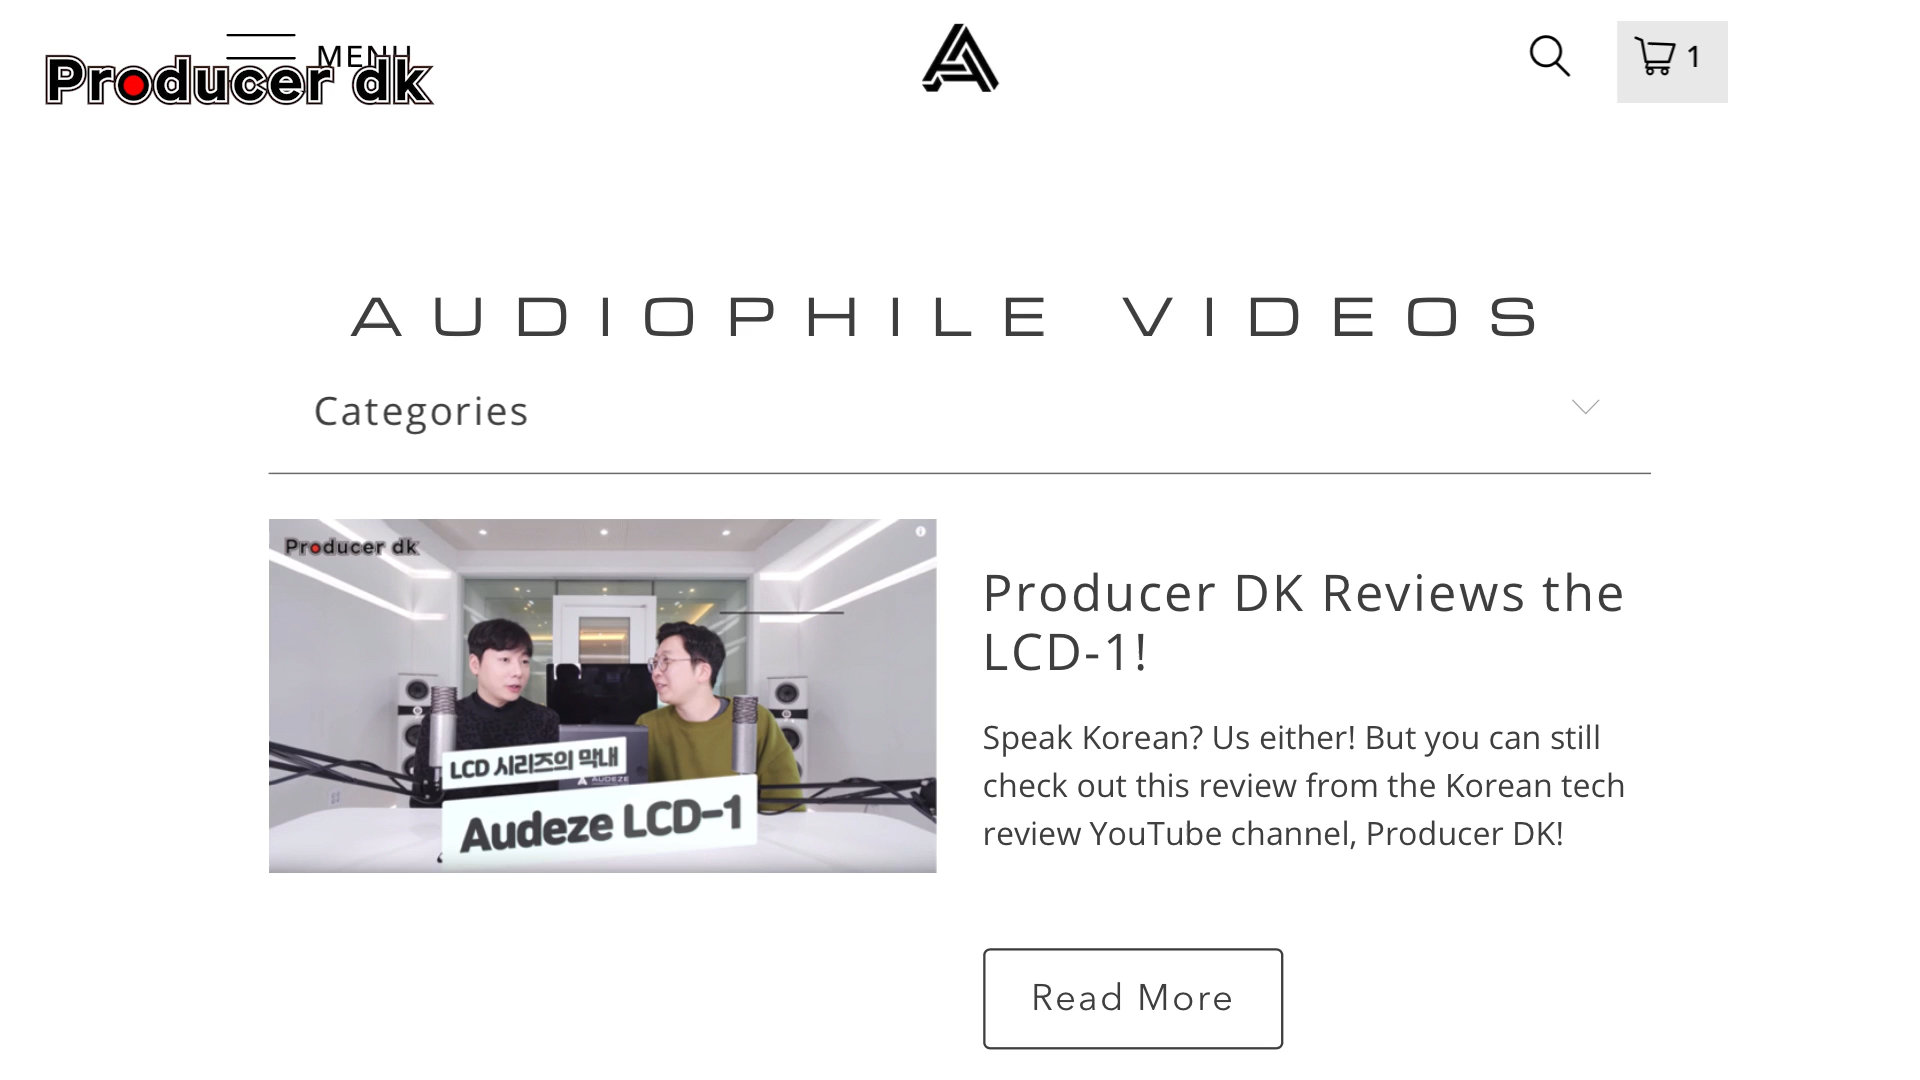 MENU
Producer dk
1
AUDIOPHILE VIDEOS
Categories
Producer dk
LCD 시리즈의 막내
AUDEZE
Audeze LCD-1
Producer DK Reviews the
LCD-1!
Speak Korean? Us either! But you can still
check out this review from the Korean tech
review YouTube channel, Producer DK!
Read More